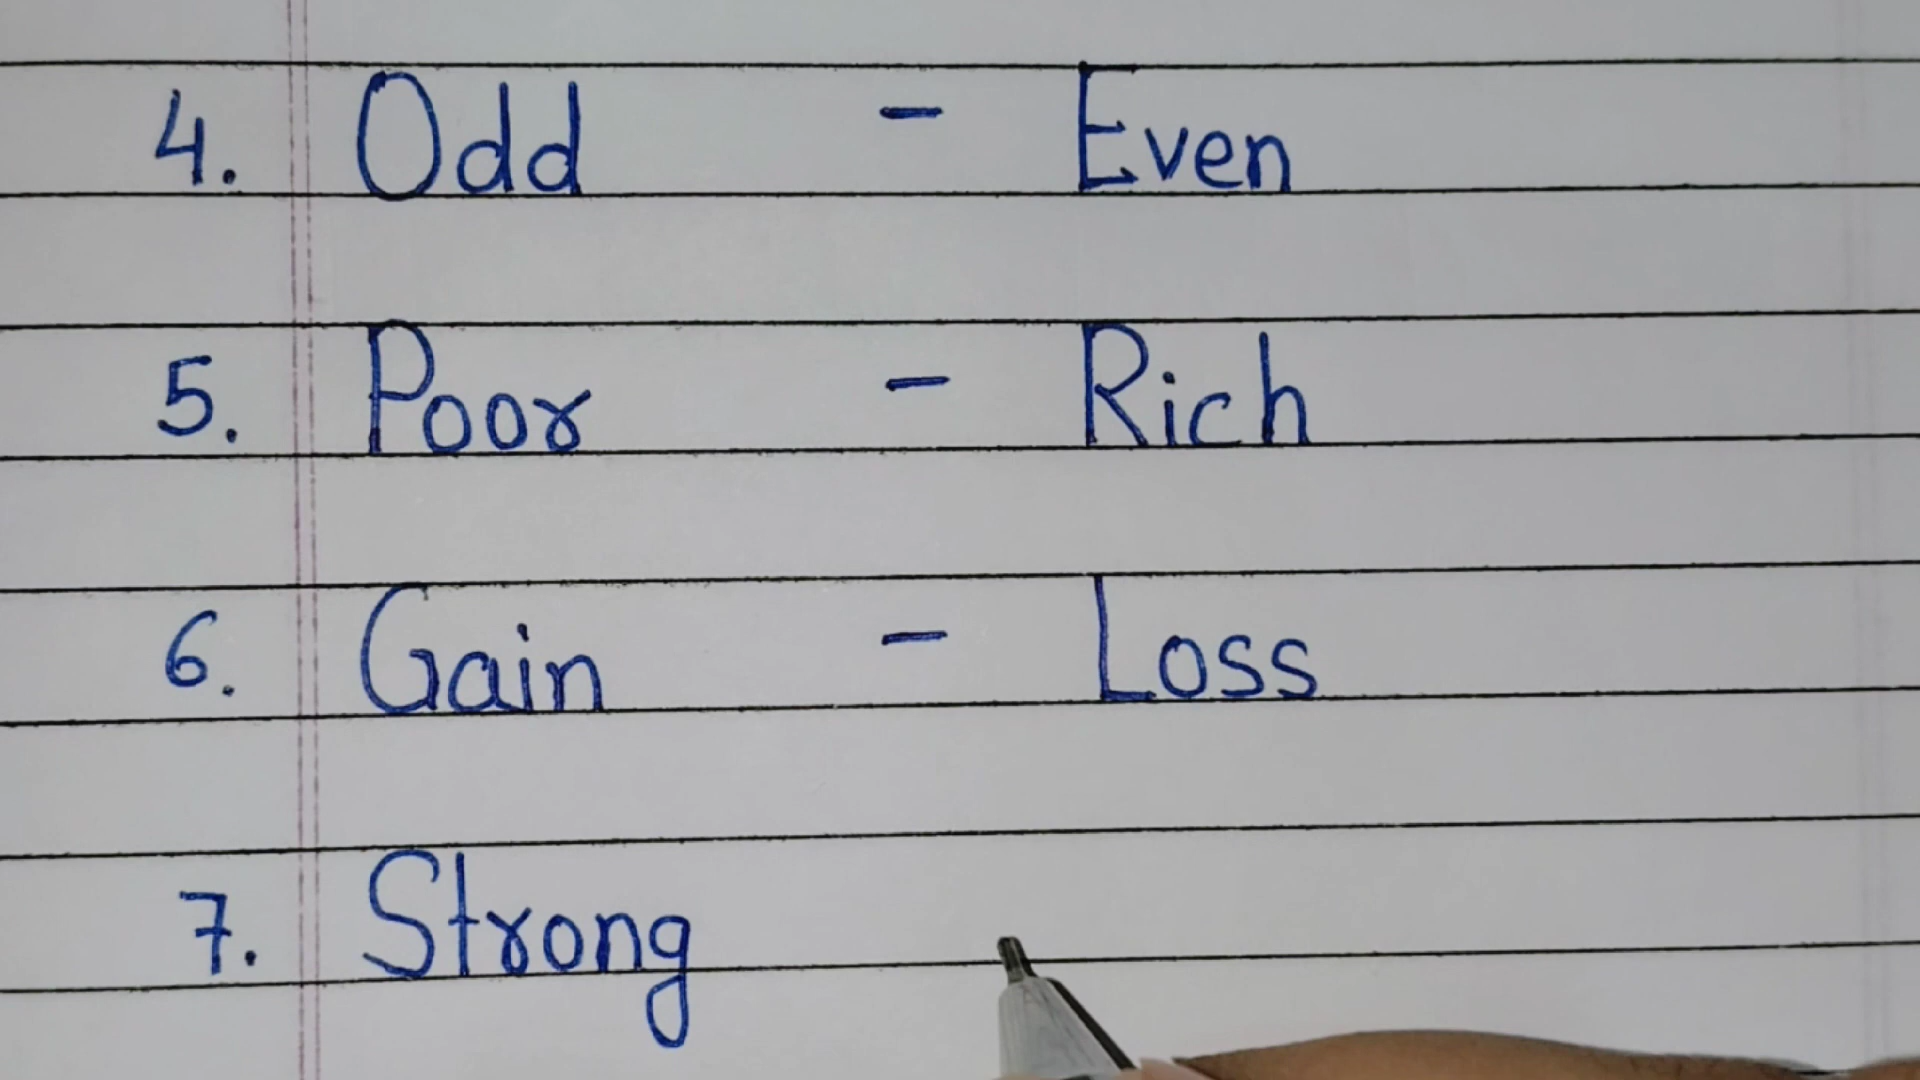 4. Odd - Even
5. Poor - Rich
6. Gain - Loss
7. Strong